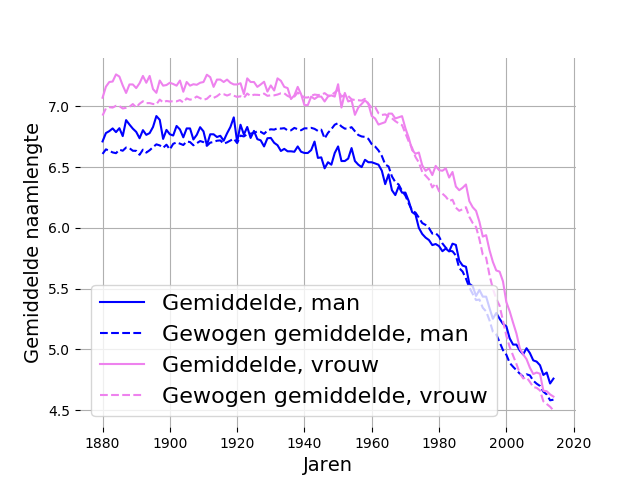 7.0
6.5
6.0
5.5
5.0
4.5
Gemiddelde naamlengte
Gemiddelde, man
Gewogen gemiddelde, man
Gemiddelde, vrouw
Gewogen gemiddelde, vrouw
1880 1900 1920 1940 1960 1980 2000 2020
Jaren